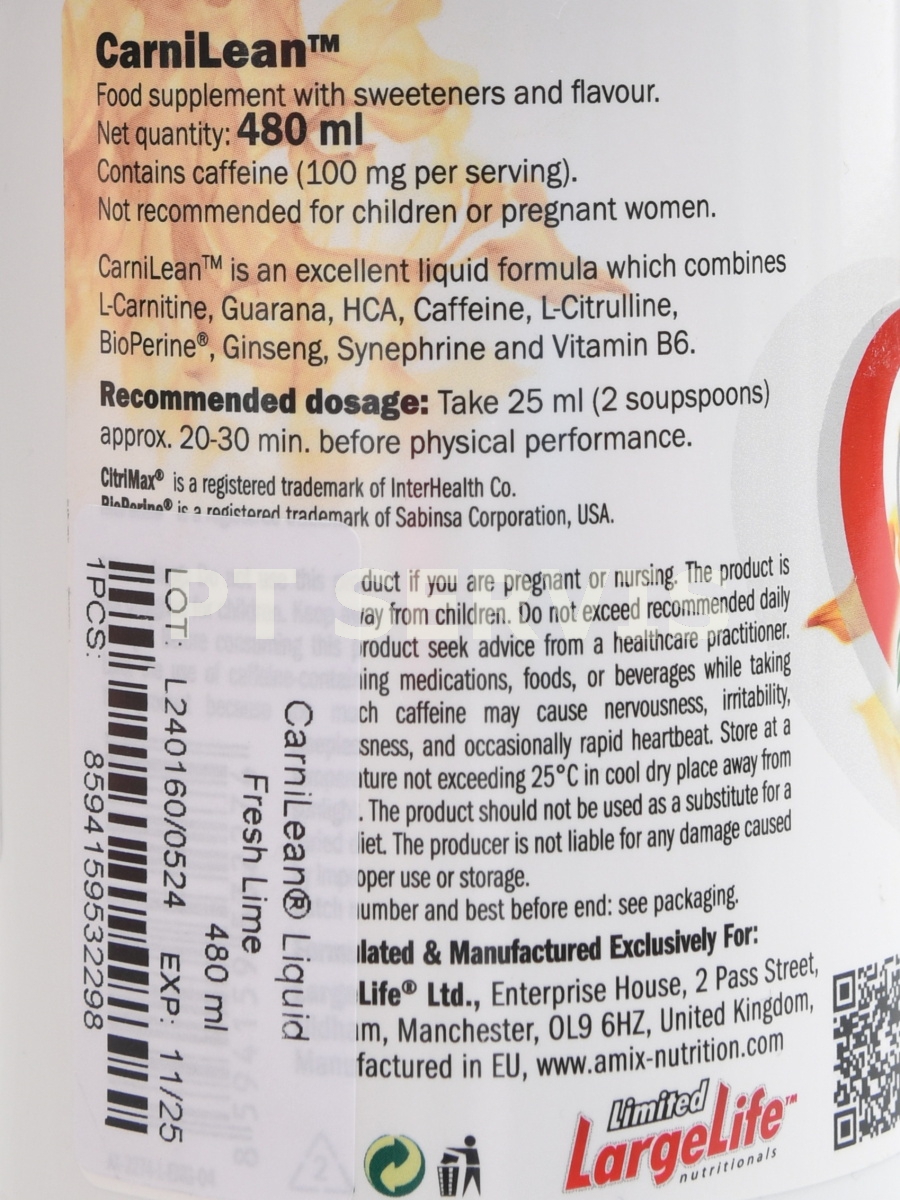 CarniLean™
Food supplement with sweeteners and flavour.
Net quantity: 480 ml
Contains caffeine (100 mg per serving).
Not recommended for children or pregnant women.
CarniLean™ is an excellent liquid formula which combines
L-Carnitine, Guarana, HCA, Caffeine, L-Citrulline,
BioPerine®, Ginseng, Synephrine and Vitamin B6.
Recommended dosage: Take 25 ml (2 soupspoons)
approx. 20-30 min. before physical performance.
CitriMax® is a registered trademark of InterHealth Co.
BioPerine® is a registered trademark of Sabinsa Corporation, USA.
duct if you are pregnant or nursing. The product is
ay from children. Do not exceed recommended daily
roduct seek advice from a healthcare practitioner.
ing medications, foods, or beverages while taking
ch caffeine may cause nervousness, irritability,
sness, and occasionally rapid heartbeat. Store at a
ture not exceeding 25°C in cool dry place away from
. The product should not be used as a substitute for a
iet. The producer is not liable for any damage caused
oper use or storage.
umber and best before end: see packaging.
lated & Manufactured Exclusively For:
Life® Ltd., Enterprise House, 2 Pass Street,
m, Manchester, OL9 6HZ, United Kingdom,
factured in EU, www.amix-nutrition.com
CarniLean® Liquid
Fresh Lime
480 ml
LOT L240160/0524 EXP 11/25
1PCS: 8594159532298
PT SERVIS
Limited
LargeLife™
nutritionals
2